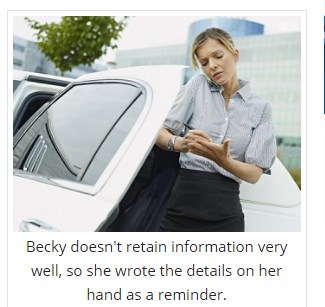 Becky doesn't retain information very
well, so she wrote the details on her
hand as a reminder.